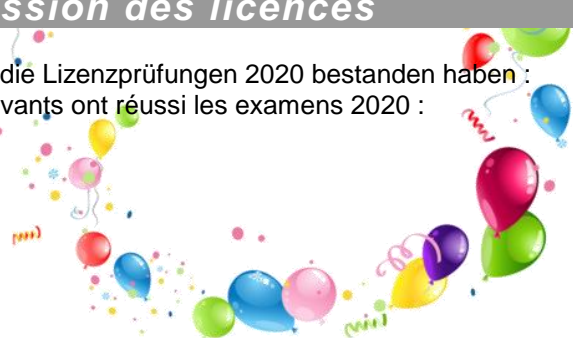 ssion des licences
die Lizenzprüfungen 2020 bestanden haben :
vants ont réussi les examens 2020 :